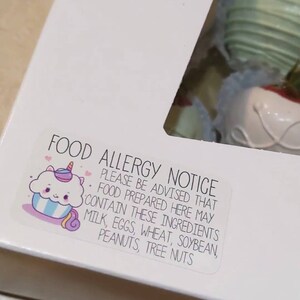 FOOD ALLERGY NOTICE
PLEASE BE ADVISED THAT
FOOD PREPARED HERE MAY
CONTAIN THESE INGREDIENTS
MILK, EGGS, WHEAT, SOYBEAN,
PEANUTS, TREE NUTS